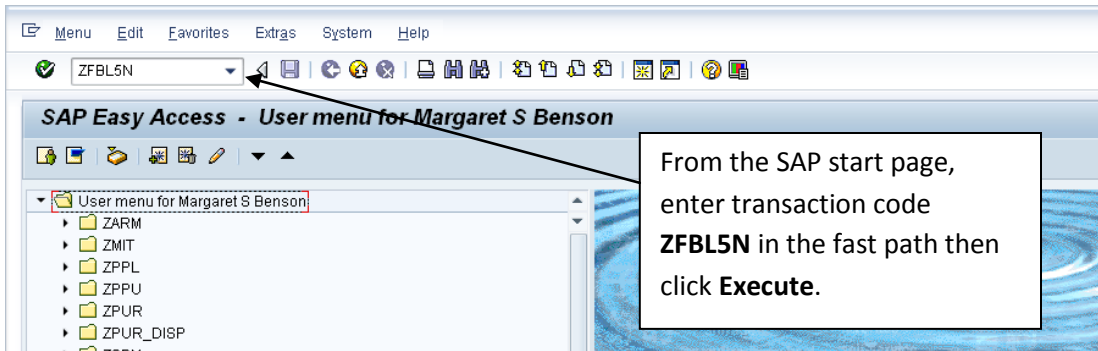 Menu Edit Favorites Extras System Help
ZFBL5N
SAP Easy Access - User menu for Margaret S Benson
From the SAP start page,
enter transaction code
ZFBL5N in the fast path then
click Execute.
User menu for Margaret S Benson
ZARM
ZMIT
ZPPL
ZPPU
ZPUR
ZPUR_DISP